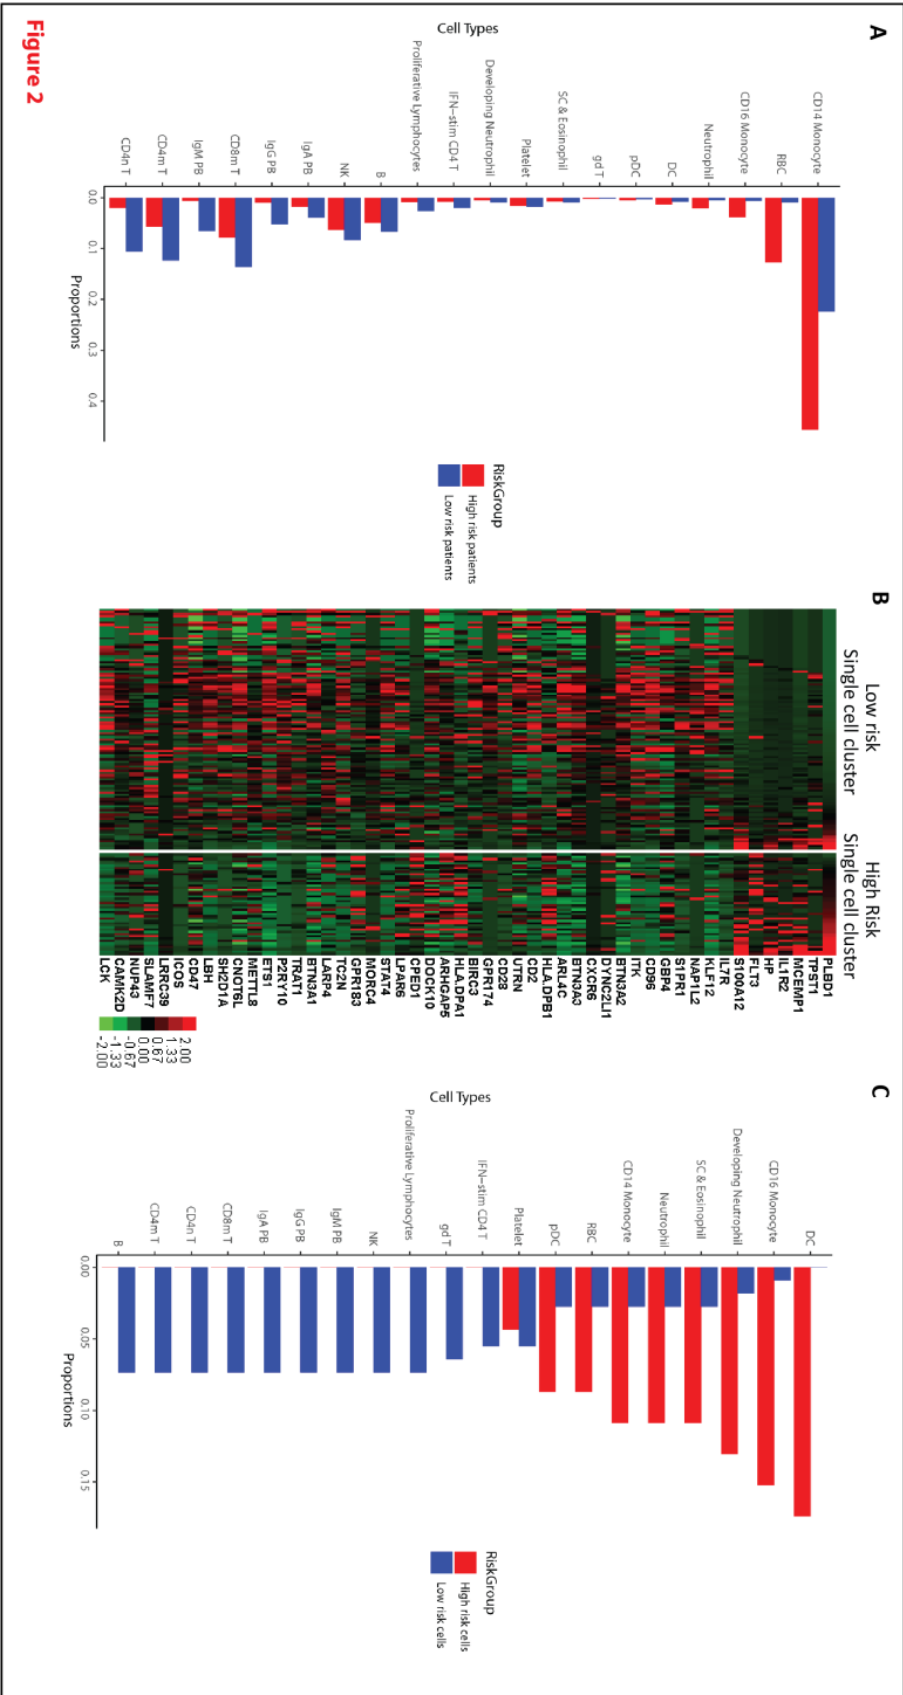 A
Cell Types
CD14 Monocyte
RBC
CD16 Monocyte
Neutrophil
DC
pDC
gd T
SC & Eosinophil
Platelet
Developing Neutrophil
IFN−stim CD4 T
Proliferative Lymphocytes
B
NK
IgA PB
IgG PB
CD8m T
IgM PB
CD4m T
CD4n T
0.0
0.1
0.2
0.3
0.4
Proportions
RiskGroup
High risk patients
Low risk patients
B
Low risk
Single cell cluster
High Risk
Single cell cluster
PLBD1
TPST1
MCEMP1
IL1R2
HP
FLT3
S100A12
IL7R
KLF12
NAP1L2
S1PR1
GBP4
CD96
ITK
BTN3A2
DYNC2LI1
CXCR6
BTN3A3
ARL4C
HLA.DPB1
CD2
UTRN
CD28
GPR174
BIRC3
HLA.DPA1
ARHGAP5
DOCK10
CPED1
LPAR6
STAT4
MORC4
GPR183
TC2N
LARP4
BTN3A1
TRAT1
P2RY10
ETS1
METTL8
CNOT6L
SH2D1A
LBH
CD47
ICOS
LRRC39
SLAMF7
NUP43
CAMK2D
LCK
2.00
1.33
0.67
0.00
-0.67
-1.33
-2.00
C
Cell Types
DC
CD16 Monocyte
Developing Neutrophil
SC & Eosinophil
Neutrophil
CD14 Monocyte
RBC
pDC
Platelet
IFN−stim CD4 T
gd T
Proliferative Lymphocytes
NK
IgM PB
IgG PB
IgA PB
CD8m T
CD4n T
CD4m T
B
0.00
0.05
0.10
0.15
Proportions
RiskGroup
High risk cells
Low risk cells
Figure 2